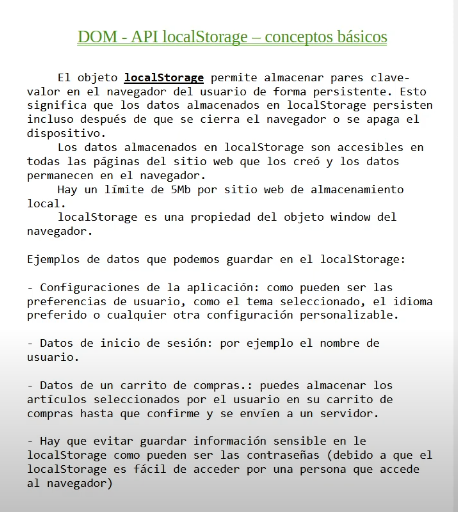 DOM - API localStorage – conceptos básicos
El objeto localStorage permite almacenar pares clave-
valor en el navegador del usuario de forma persistente. Esto
significa que los datos almacenados en localStorage persisten
incluso después de que se cierra el navegador o se apaga el
dispositivo.
Los datos almacenados en localStorage son accesibles en
todas las páginas del sitio web que los creó y los datos
permanecen en el navegador.
Hay un límite de 5Mb por sitio web de almacenamiento
local.
localStorage es una propiedad del objeto window del
navegador.
Ejemplos de datos que podemos guardar en el localStorage:
- Configuraciones de la aplicación: como pueden ser las
preferencias de usuario, como el tema seleccionado, el idioma
preferido o cualquier otra configuración personalizable.
- Datos de inicio de sesión: por ejemplo el nombre de
usuario.
- Datos de un carrito de compras.: puedes almacenar los
artículos seleccionados por el usuario en su carrito de
compras hasta que confirme y se envíen a un servidor.
- Hay que evitar guardar información sensible en le
localStorage como pueden ser las contraseñas (debido a que el
localStorage es fácil de acceder por una persona que accede
al navegador)